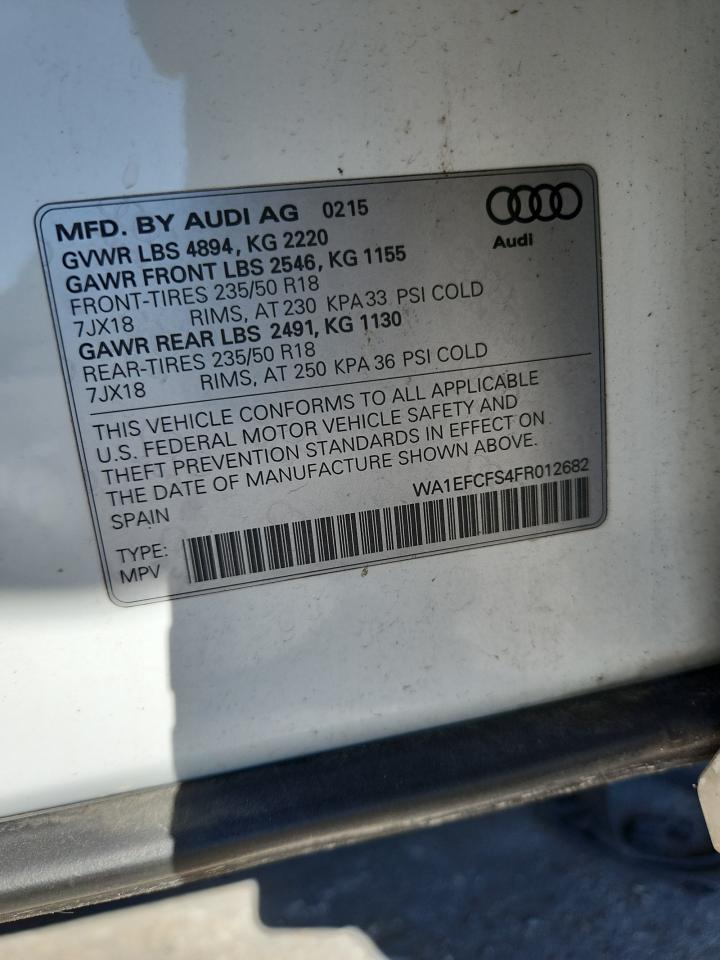 MFD. BY AUDI AG 0215
Audi
GVWR LBS 4894, KG 2220
GAWR FRONT LBS 2546, KG 1155
FRONT-TIRES 235/50 R18
7JX18 RIMS, AT 230 KPA 33 PSI COLD
GAWR REAR LBS 2491, KG 1130
REAR-TIRES 235/50 R18
7JX18 RIMS, AT 250 KPA 36 PSI COLD
THIS VEHICLE CONFORMS TO ALL APPLICABLE
U.S. FEDERAL MOTOR VEHICLE SAFETY AND
THEFT PREVENTION STANDARDS IN EFFECT ON
THE DATE OF MANUFACTURE SHOWN ABOVE.
SPAIN WA1EFCFS4FR012682
TYPE:
MPV